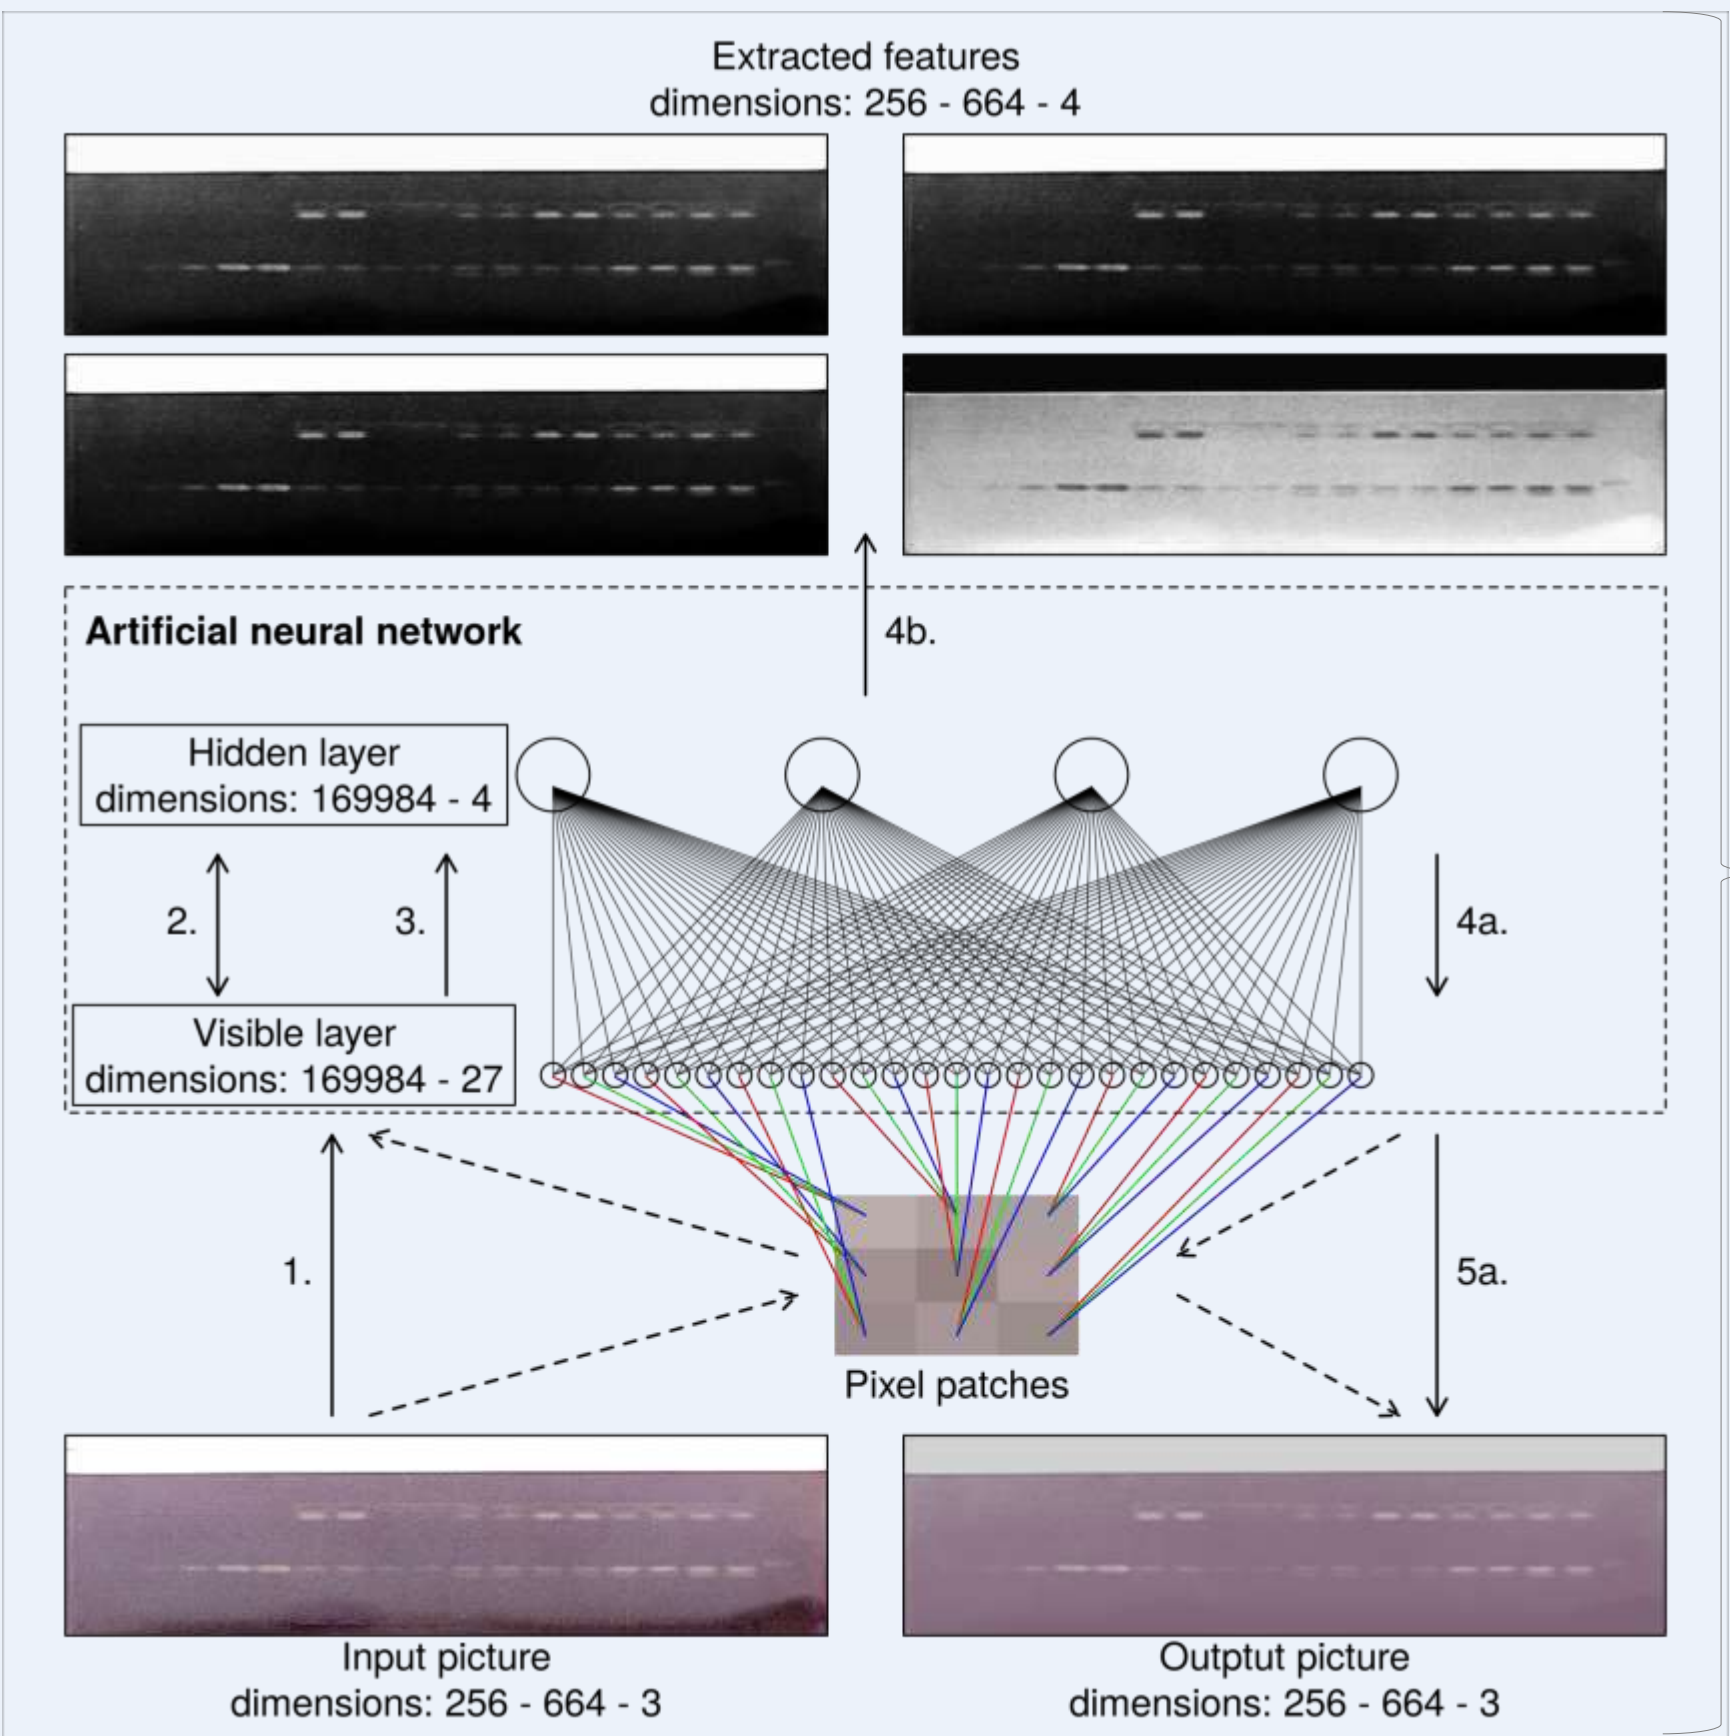 Extracted features
dimensions: 256 - 664 - 4
4b.
Artificial neural network
Hidden layer
dimensions: 169984 - 4
2.
3.
4a.
Visible layer
dimensions: 169984 - 27
1.
5a.
Pixel patches
Input picture
dimensions: 256 - 664 - 3
Outptut picture
dimensions: 256 - 664 - 3